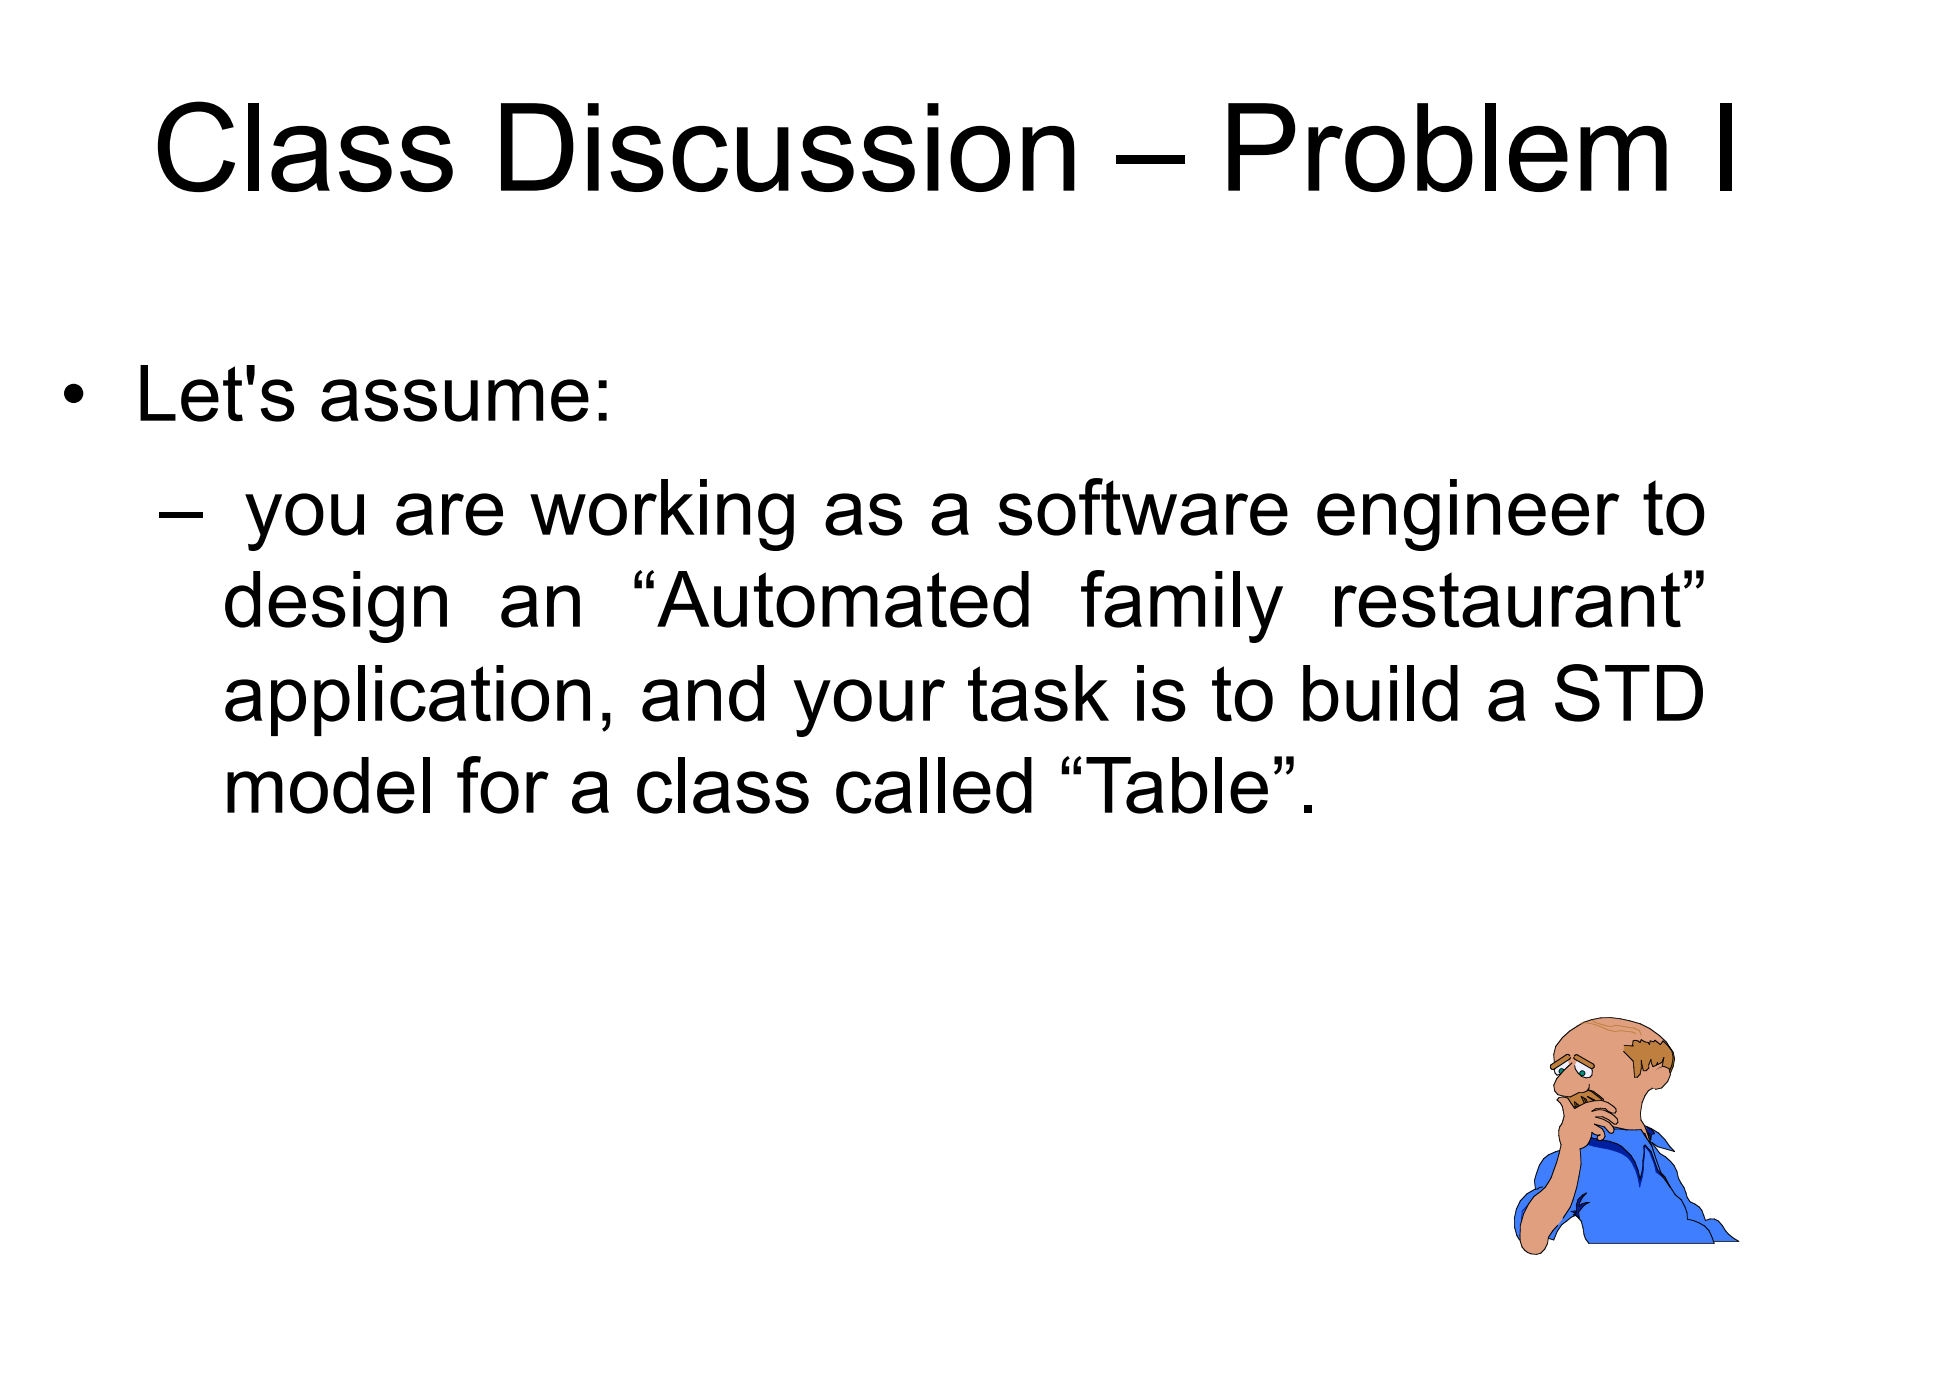 Class Discussion – Problem I
• Let's assume:
– you are working as a software engineer to
design an “Automated family restaurant”
application, and your task is to build a STD
model for a class called “Table”.